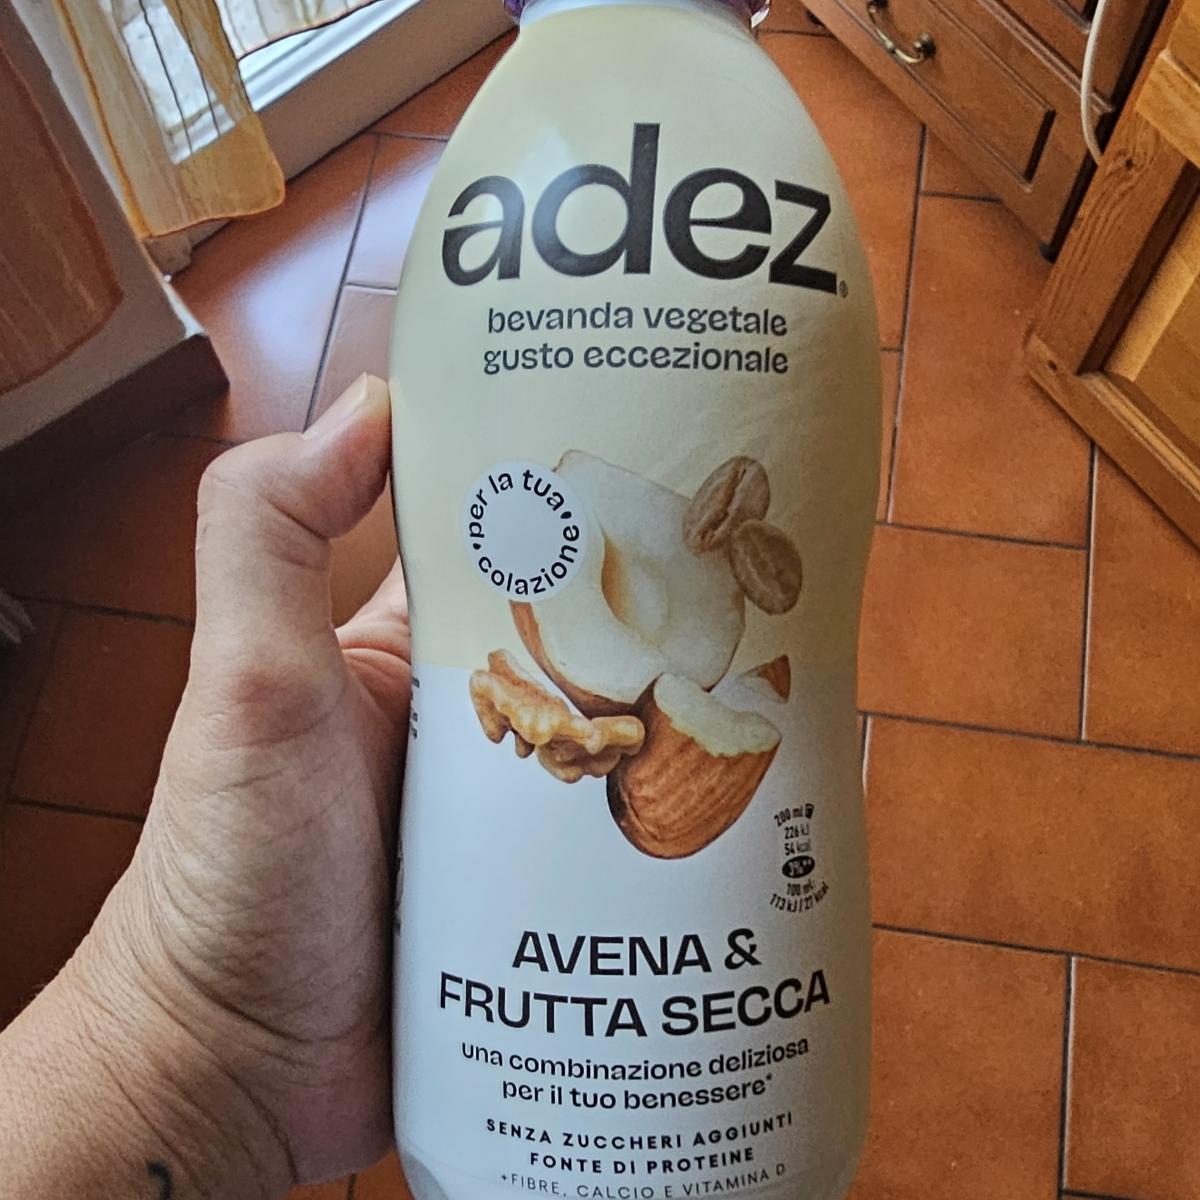 adez®
bevanda vegetale
gusto eccezionale
•per la tua•
colazione
200 ml
226 kJ
54 kcal
3%**
100 ml:
113 kJ / 27 kcal
AVENA &
FRUTTA SECCA
una combinazione deliziosa
per il tuo benessere*
SENZA ZUCCHERI AGGIUNTI
FONTE DI PROTEINE
*FIBRE, CALCIO E VITAMINA D